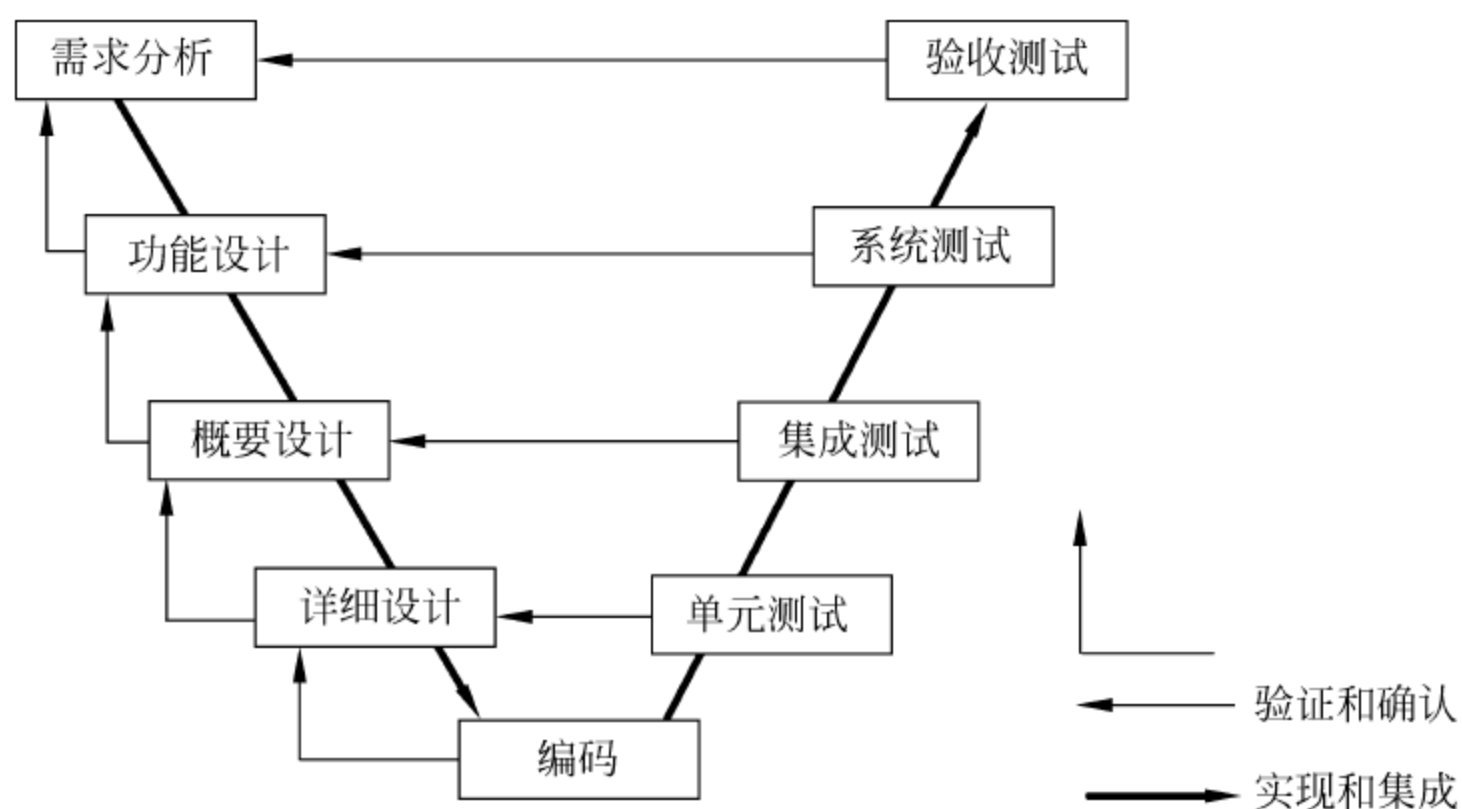 需求分析
验收测试
功能设计
系统测试
概要设计
集成测试
详细设计
单元测试
编码
验证和确认
实现和集成